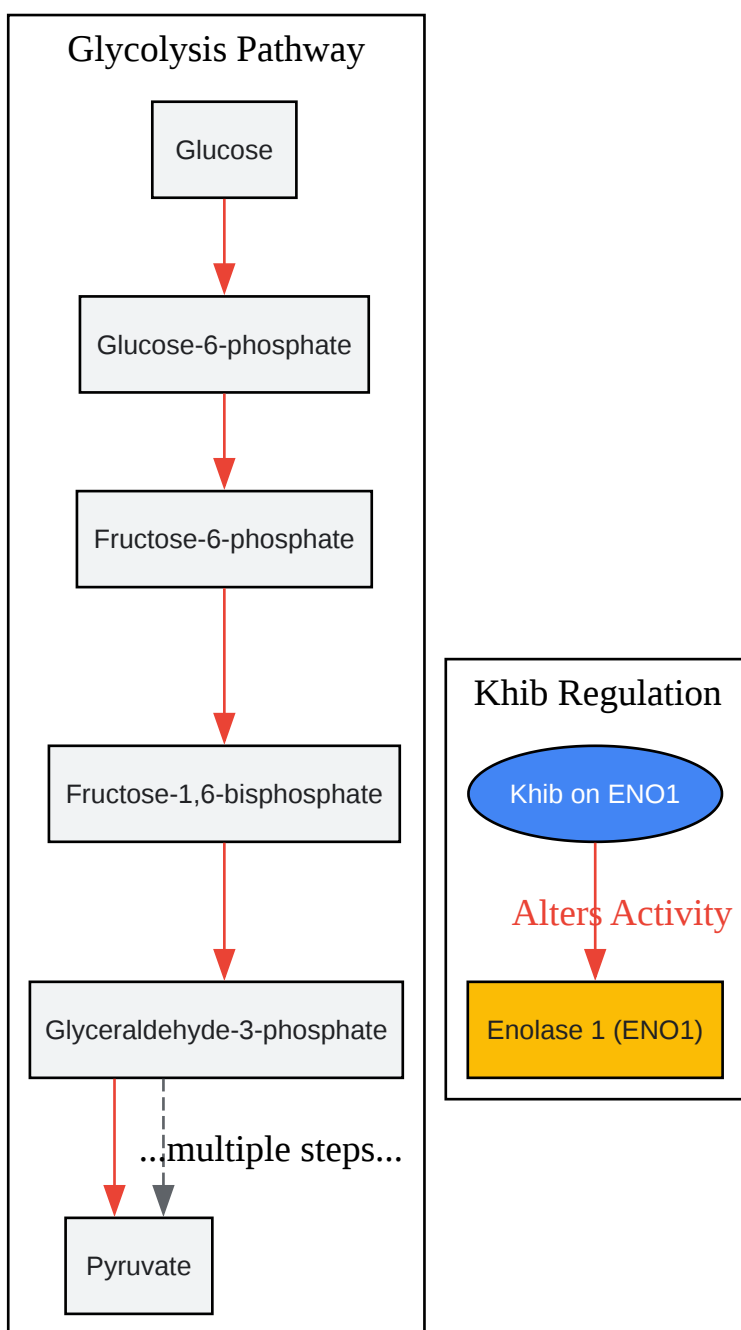 Glycolysis Pathway
Glucose
Glucose-6-phosphate
Fructose-6-phosphate
Fructose-1,6-bisphosphate
Glyceraldehyde-3-phosphate
...multiple steps...
Pyruvate
Khib Regulation
Khib on ENO1
Alters Activity
Enolase 1 (ENO1)